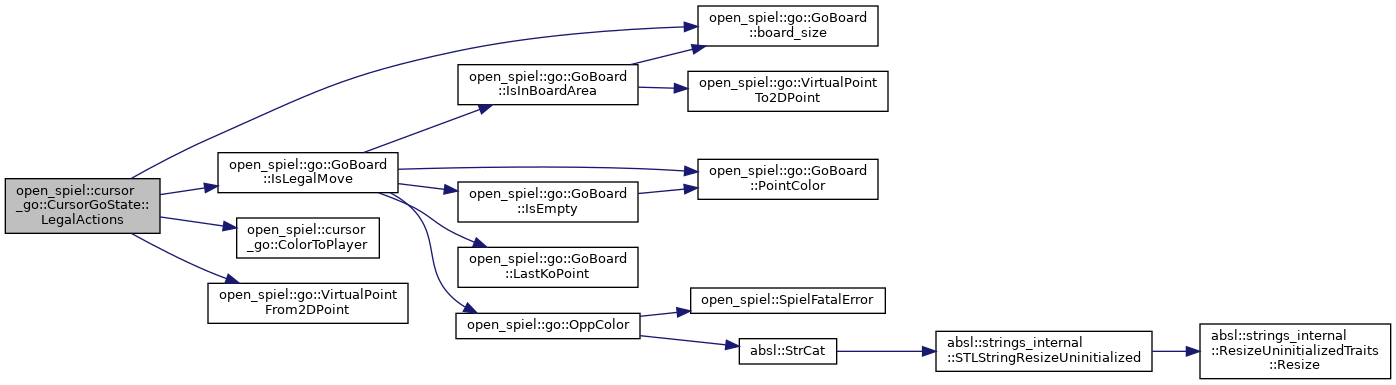 open_spiel::cursor
_go::CursorGoState::
LegalActions
open_spiel::go::GoBoard
::board_size
open_spiel::go::GoBoard
::IsLegalMove
open_spiel::go::GoBoard
::IsInBoardArea
open_spiel::go::VirtualPoint
To2DPoint
open_spiel::go::GoBoard
::PointColor
open_spiel::go::GoBoard
::IsEmpty
open_spiel::go::GoBoard
::LastKoPoint
open_spiel::go::OppColor
open_spiel::SpielFatalError
absl::StrCat
absl::strings_internal
::STLStringResizeUninitialized
absl::strings_internal
::ResizeUninitializedTraits
::Resize
open_spiel::cursor
_go::ColorToPlayer
open_spiel::go::VirtualPoint
From2DPoint